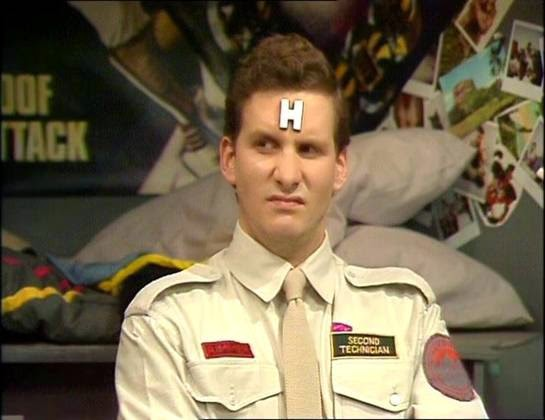 H
OOF
TTACK
SECOND
TECHNICIAN